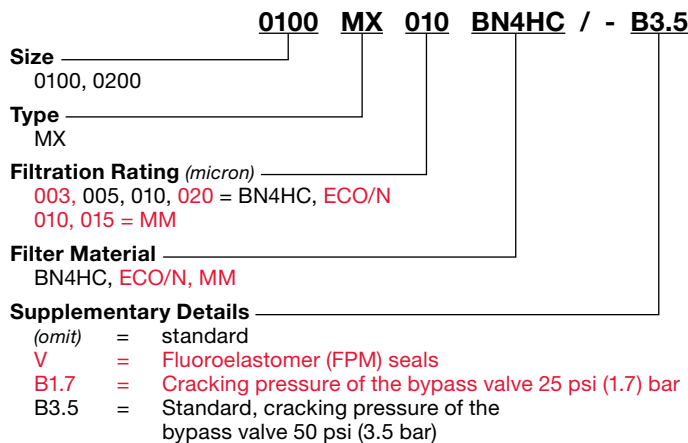 0100 MX 010 BN4HC / - B3.5
Size
0100, 0200
Type
MX
Filtration Rating (micron)
003, 005, 010, 020 = BN4HC, ECO/N
010, 015 = MM
Filter Material
BN4HC, ECO/N, MM
Supplementary Details
(omit) = standard
V = Fluoroelastomer (FPM) seals
B1.7 = Cracking pressure of the bypass valve 25 psi (1.7) bar
B3.5 = Standard, cracking pressure of the
bypass valve 50 psi (3.5 bar)